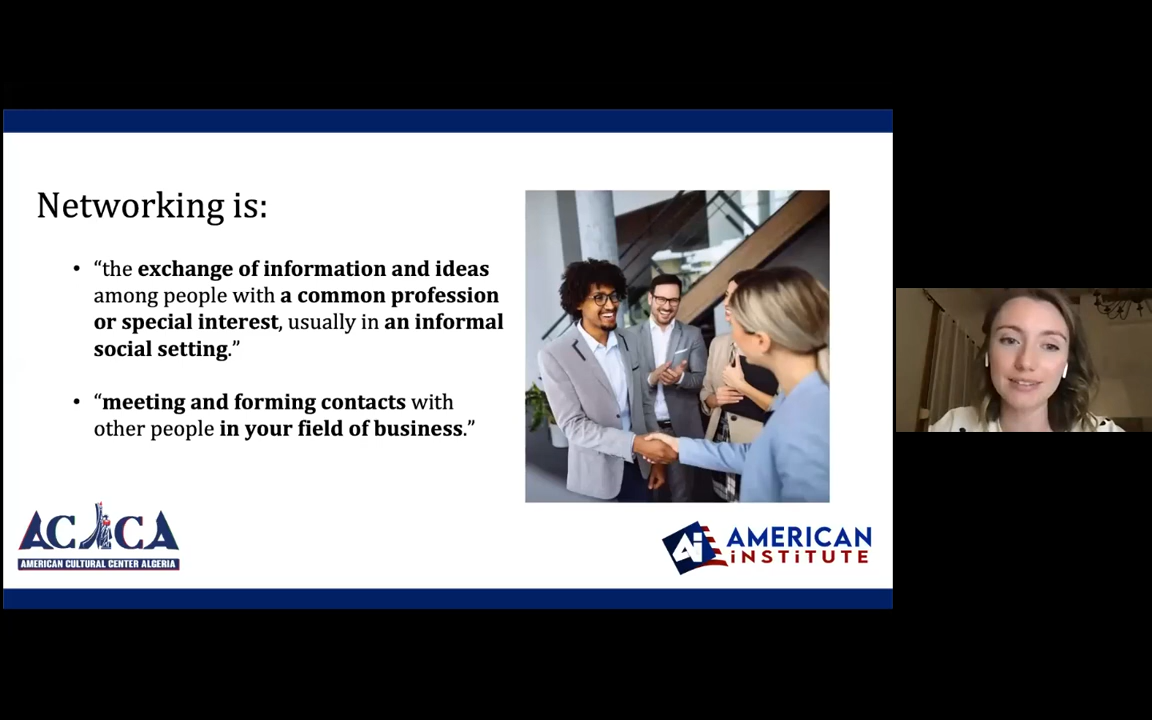 Networking is:
• “the exchange of information and ideas
among people with a common profession
or special interest, usually in an informal
social setting.”
• “meeting and forming contacts with
other people in your field of business.”
ACCA
AMERICAN CULTURAL CENTER ALGERIA
Ai
AMERICAN
iNSTiTUTE